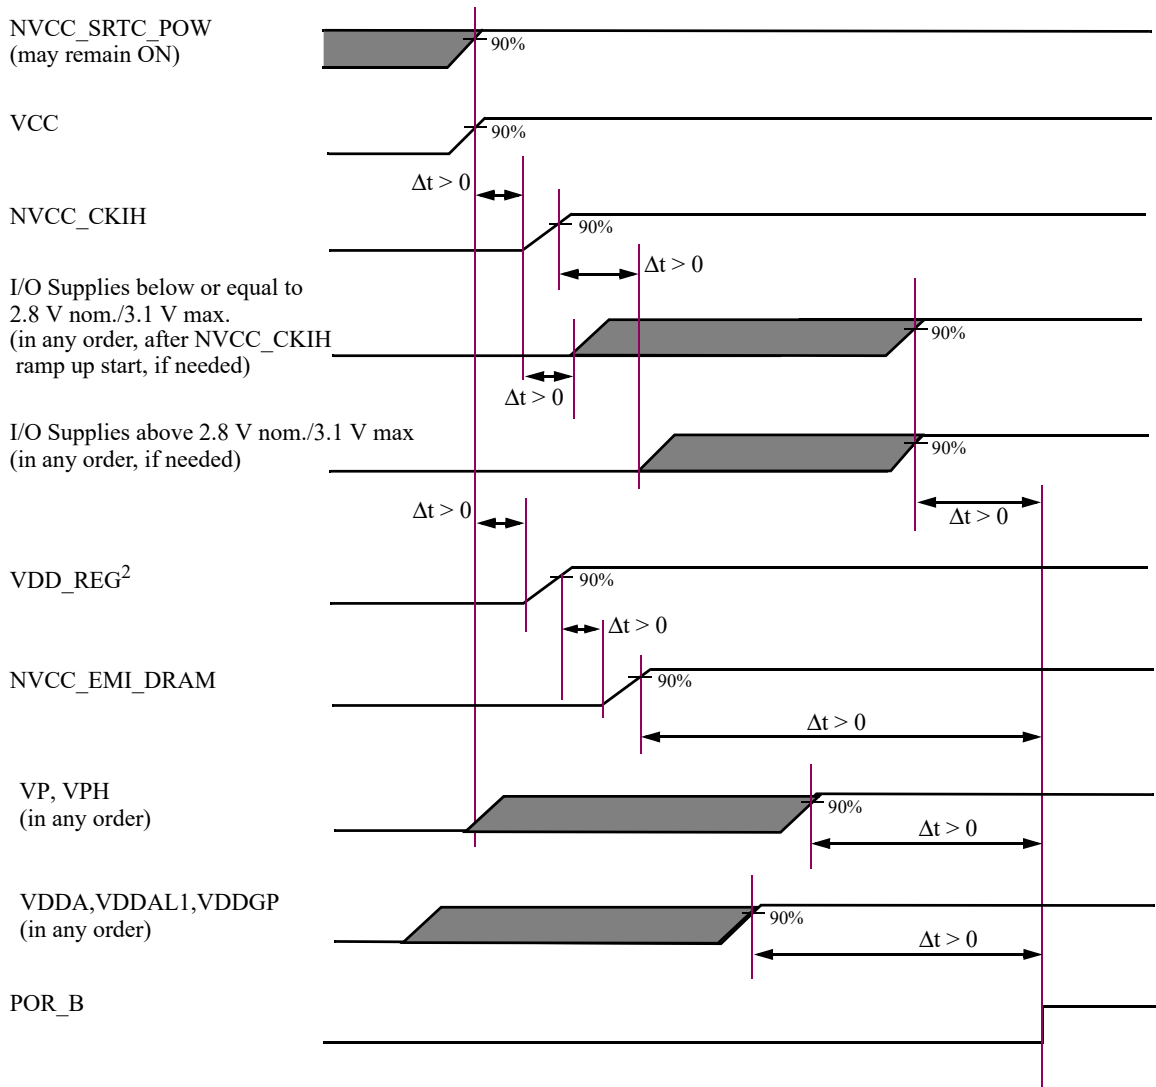 NVCC_SRTC_POW
(may remain ON)
90%
VCC
90%
Δt > 0
NVCC_CKIH
90%
Δt > 0
I/O Supplies below or equal to
2.8 V nom./3.1 V max.
(in any order, after NVCC_CKIH
ramp up start, if needed)
90%
Δt > 0
I/O Supplies above 2.8 V nom./3.1 V max
(in any order, if needed)
90%
Δt > 0
Δt > 0
VDD_REG2
90%
Δt > 0
NVCC_EMI_DRAM
90%
Δt > 0
VP, VPH
(in any order)
90%
Δt > 0
VDDA,VDDAL1,VDDGP
(in any order)
90%
Δt > 0
POR_B